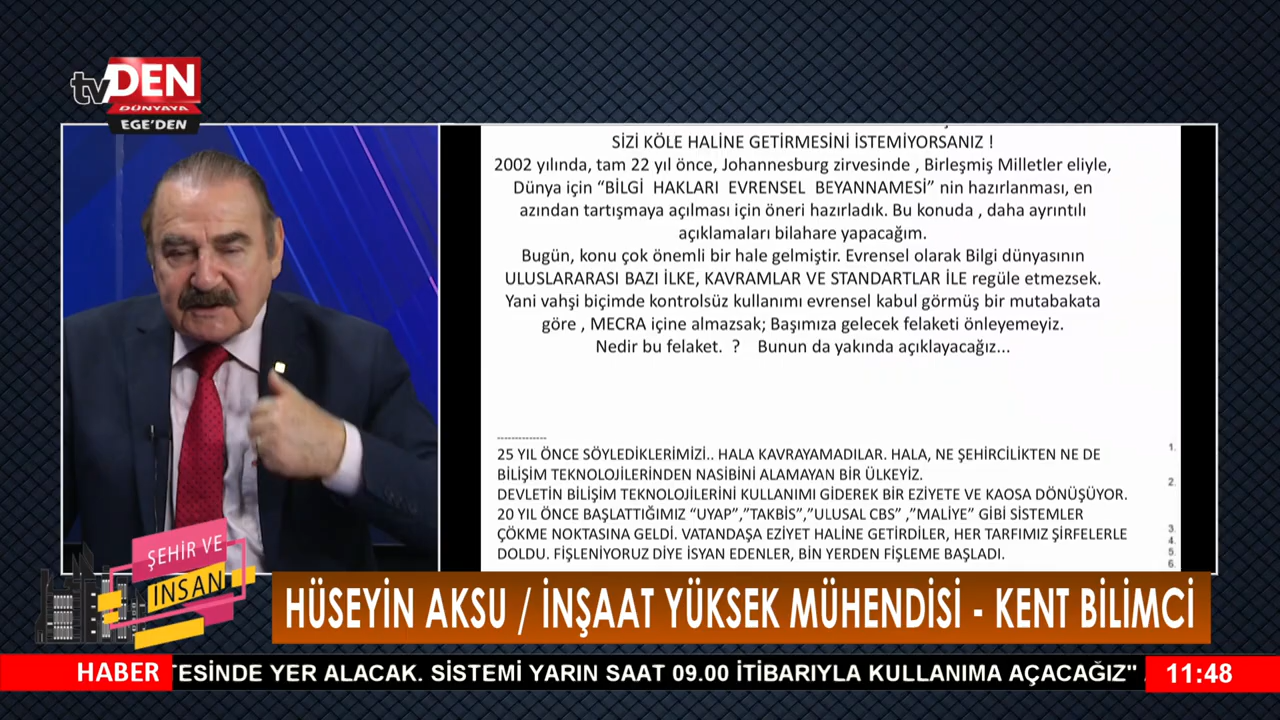 tvDEN
DÜNYAYA
EGE'DEN
SİZİ KÖLE HALİNE GETİRMESİNİ İSTEMİYORSANIZ !
2002 yılında, tam 22 yıl önce, Johannesburg zirvesinde , Birleşmiş Milletler eliyle,
Dünya için “BİLGİ HAKLARI EVRENSEL BEYANNAMESİ” nin hazırlanması, en
azından tartışmaya açılması için öneri hazırladık. Bu konuda , daha ayrıntılı
açıklamaları bilahare yapacağım.
Bugün, konu çok önemli bir hale gelmiştir. Evrensel olarak Bilgi dünyasının
ULUSLARARASI BAZI İLKE, KAVRAMLAR VE STANDARTLAR İLE regüle etmezsek.
Yani vahşi biçimde kontrolsüz kullanımı evrensel kabul görmüş bir mutabakata
göre , MECRA içine almazsak; Başımıza gelecek felaketi önleyemeyiz.
Nedir bu felaket. ? Bunun da yakında açıklayacağız...
--------------
25 YIL ÖNCE SÖYLEDİKLERİMİZİ.. HALA KAVRAYAMADILAR. HALA, NE ŞEHİRCİLİKTEN NE DE
BİLİŞİM TEKNOLOJİLERİNDEN NASİBİNİ ALAMAYAN BİR ÜLKEYİZ.
DEVLETİN BİLİŞİM TEKNOLOJİLERİNİ KULLANIMI GİDEREK BİR EZİYETE VE KAOSA DÖNÜŞÜYOR.
20 YIL ÖNCE BAŞLATTIĞIMIZ “UYAP”,”TAKBİS”,”ULUSAL CBS” ,”MALİYE” GİBİ SİSTEMLER
ÇÖKME NOKTASINA GELDİ. VATANDAŞA EZİYET HALİNE GETİRDİLER, HER TARFIMIZ ŞİRFELERLE
DOLDU. FİŞLENİYORUZ DİYE İSYAN EDENLER, BİN YERDEN FİŞLEME BAŞLADI.
1.
2.
3.
4.
5.
6.
ŞEHİR VE
İNSAN
HÜSEYİN AKSU / İNŞAAT YÜKSEK MÜHENDİSİ - KENT BİLİMCİ
HABER
TESİNDE YER ALACAK. SİSTEMİ YARIN SAAT 09.00 İTİBARIYLA KULLANIMA AÇACAĞIZ"
11:48